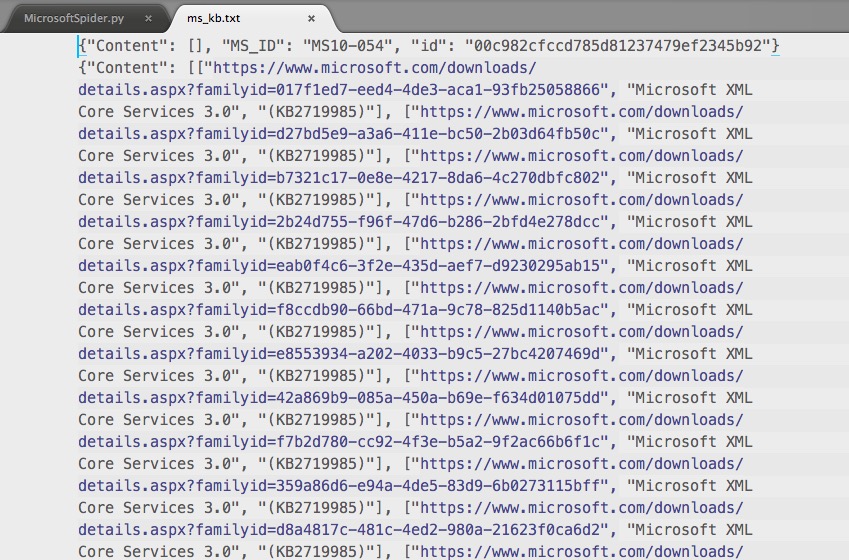 MicrosoftSpider.py ×
ms_kb.txt ×
{"Content": [], "MS_ID": "MS10-054", "id": "00c982cfccd785d81237479ef2345b92"}
{"Content": [["https://www.microsoft.com/downloads/
details.aspx?familyid=017f1ed7-eed4-4de3-aca1-93fb25058866", "Microsoft XML
Core Services 3.0", "(KB2719985)"], ["https://www.microsoft.com/downloads/
details.aspx?familyid=d27bd5e9-a3a6-411e-bc50-2b03d64fb50c", "Microsoft XML
Core Services 3.0", "(KB2719985)"], ["https://www.microsoft.com/downloads/
details.aspx?familyid=b7321c17-0e8e-4217-8da6-4c270dbfc802", "Microsoft XML
Core Services 3.0", "(KB2719985)"], ["https://www.microsoft.com/downloads/
details.aspx?familyid=2b24d755-f96f-47d6-b286-2bfd4e278dcc", "Microsoft XML
Core Services 3.0", "(KB2719985)"], ["https://www.microsoft.com/downloads/
details.aspx?familyid=eab0f4c6-3f2e-435d-aef7-d9230295ab15", "Microsoft XML
Core Services 3.0", "(KB2719985)"], ["https://www.microsoft.com/downloads/
details.aspx?familyid=f8ccdb90-66bd-471a-9c78-825d1140b5ac", "Microsoft XML
Core Services 3.0", "(KB2719985)"], ["https://www.microsoft.com/downloads/
details.aspx?familyid=e8553934-a202-4033-b9c5-27bc4207469d", "Microsoft XML
Core Services 3.0", "(KB2719985)"], ["https://www.microsoft.com/downloads/
details.aspx?familyid=42a869b9-085a-450a-b69e-f634d01075dd", "Microsoft XML
Core Services 3.0", "(KB2719985)"], ["https://www.microsoft.com/downloads/
details.aspx?familyid=f7b2d780-cc92-4f3e-b5a2-9f2ac66b6f1c", "Microsoft XML
Core Services 3.0", "(KB2719985)"], ["https://www.microsoft.com/downloads/
details.aspx?familyid=359a86d6-e94a-4de5-83d9-6b0273115bff", "Microsoft XML
Core Services 3.0", "(KB2719985)"], ["https://www.microsoft.com/downloads/
details.aspx?familyid=d8a4817c-481c-4ed2-980a-21623f0ca6d2", "Microsoft XML
Core Services 3.0", "(KB2719985)"], ["https://www.microsoft.com/downloads/